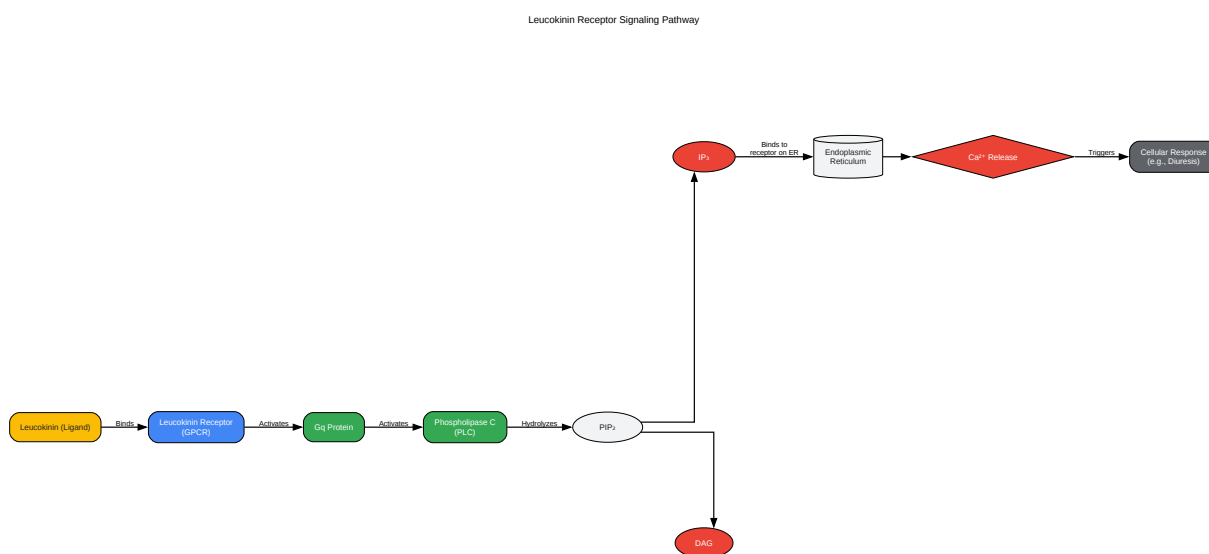 Leucokinin Receptor Signaling Pathway
IP₃
Binds to
receptor on ER
Endoplasmic
Reticulum
Ca²⁺ Release
Triggers
Cellular Response
(e.g., Diuresis)
Leucokinin (Ligand)
Binds
Leucokinin Receptor
(GPCR)
Activates
Gq Protein
Activates
Phospholipase C
(PLC)
Hydrolyzes
PIP₂
DAG